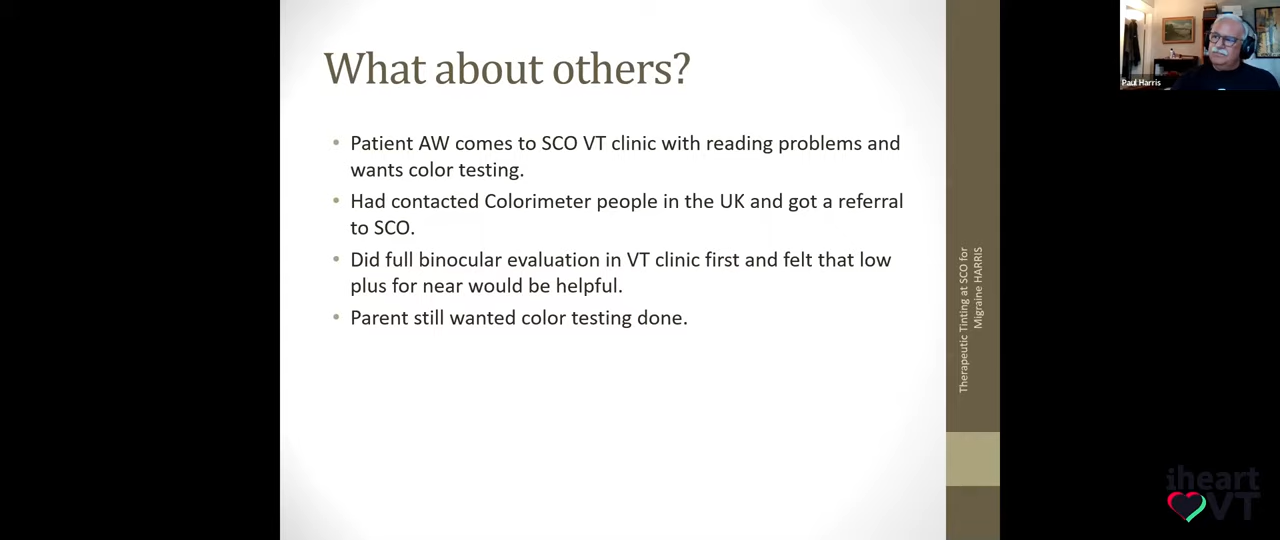 What about others?
• Patient AW comes to SCO VT clinic with reading problems and
wants color testing.
• Had contacted Colorimeter people in the UK and got a referral
to SCO.
• Did full binocular evaluation in VT clinic first and felt that low
plus for near would be helpful.
• Parent still wanted color testing done.
Therapeutic Tinting at SCO for
Migraine HARRIS
Paul Harris
iheart
VT